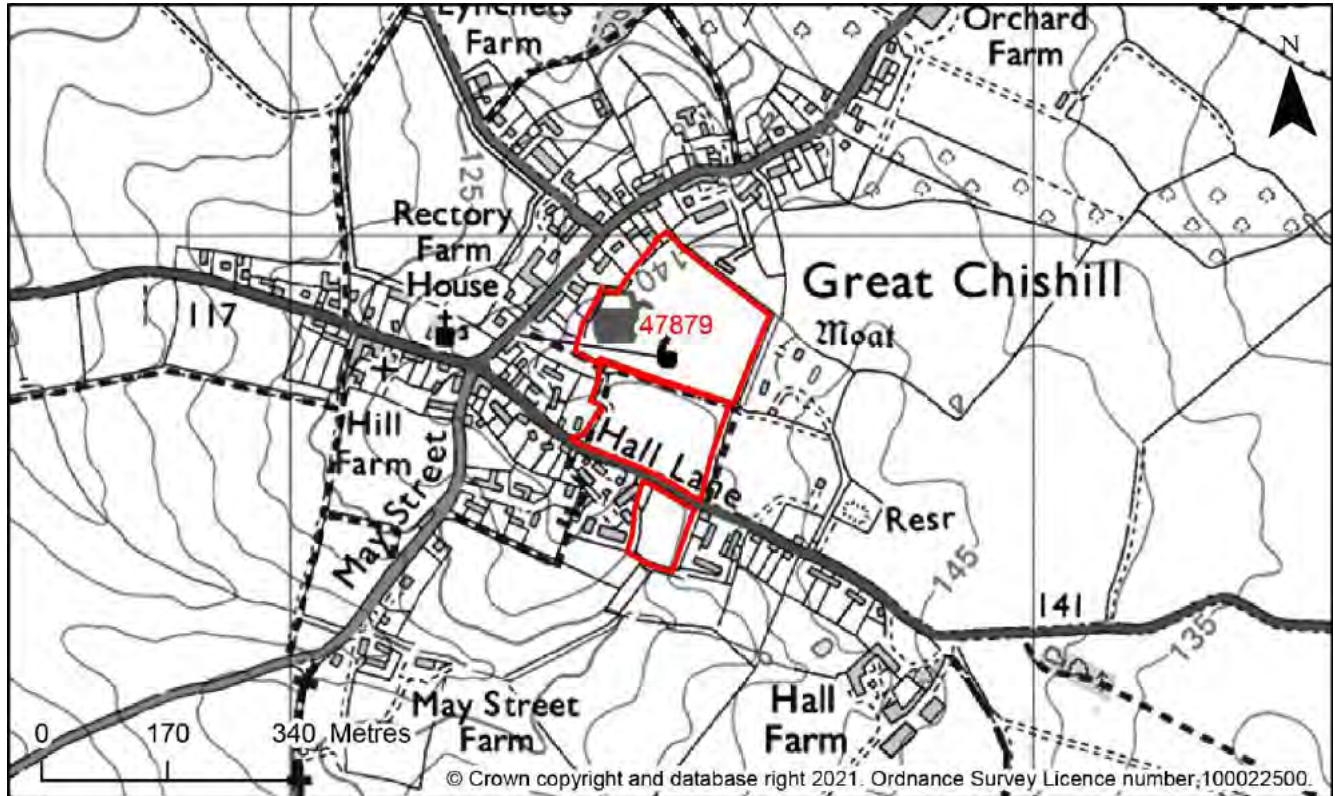 Lynchets
Farm
Orchard
Farm
N
125
Rectory
Farm
House
140
Great Chishill
117
47879
Moat
Hill
Farm
May Street
Hall Lane
Resr
145
141
135
May Street
Farm
Hall
Farm
0 170 340 Metres
© Crown copyright and database right 2021. Ordnance Survey Licence number 100022500.